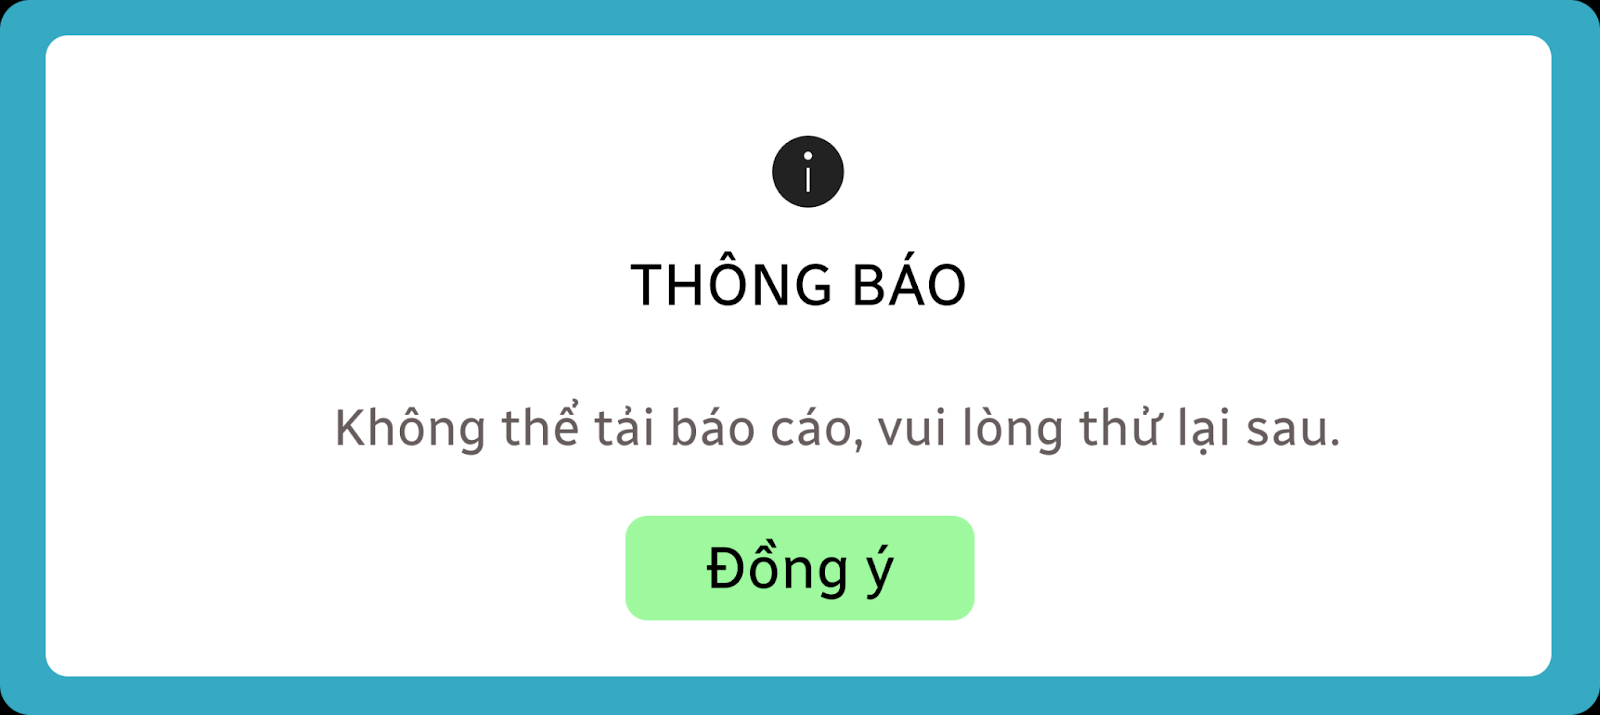 THÔNG BÁO
Không thể tải báo cáo, vui lòng thử lại sau.
Đồng ý